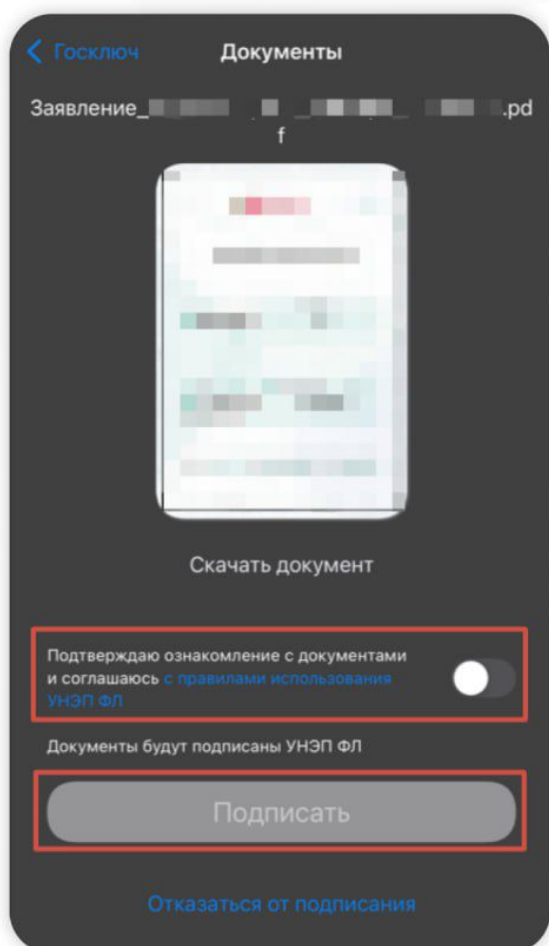 Госключ
Документы
Заявление_
.pd
f
Скачать документ
Подтверждаю ознакомление с документами
и соглашаюсь с правилами использования
УНЭП ФЛ
Документы будут подписаны УНЭП ФЛ
Подписать
Отказаться от подписания